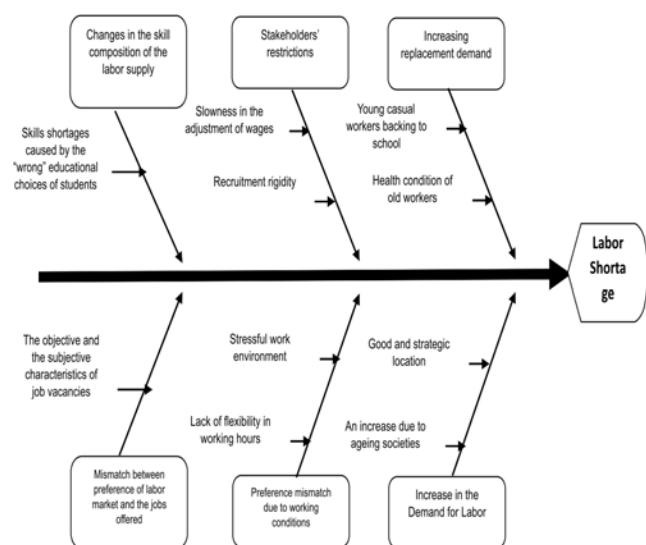 Changes in the skill
composition of the
labor supply
Stakeholders'
restrictions
Increasing
replacement demand
Skills shortages
caused by the
"wrong" educational
choices of students
Slowness in the
adjustment of wages
Recruitment rigidity
Young casual
workers backing to
school
Health condition of
old workers
Labor
Shorta
ge
The objective and
the subjective
characteristics of
job vacancies
Stressful work
environment
Lack of flexibility in
working hours
Good and strategic
location
An increase due to
ageing societies
Mismatch between
preference of labor
market and the jobs
offered
Preference mismatch
due to working
conditions
Increase in the
Demand for Labor